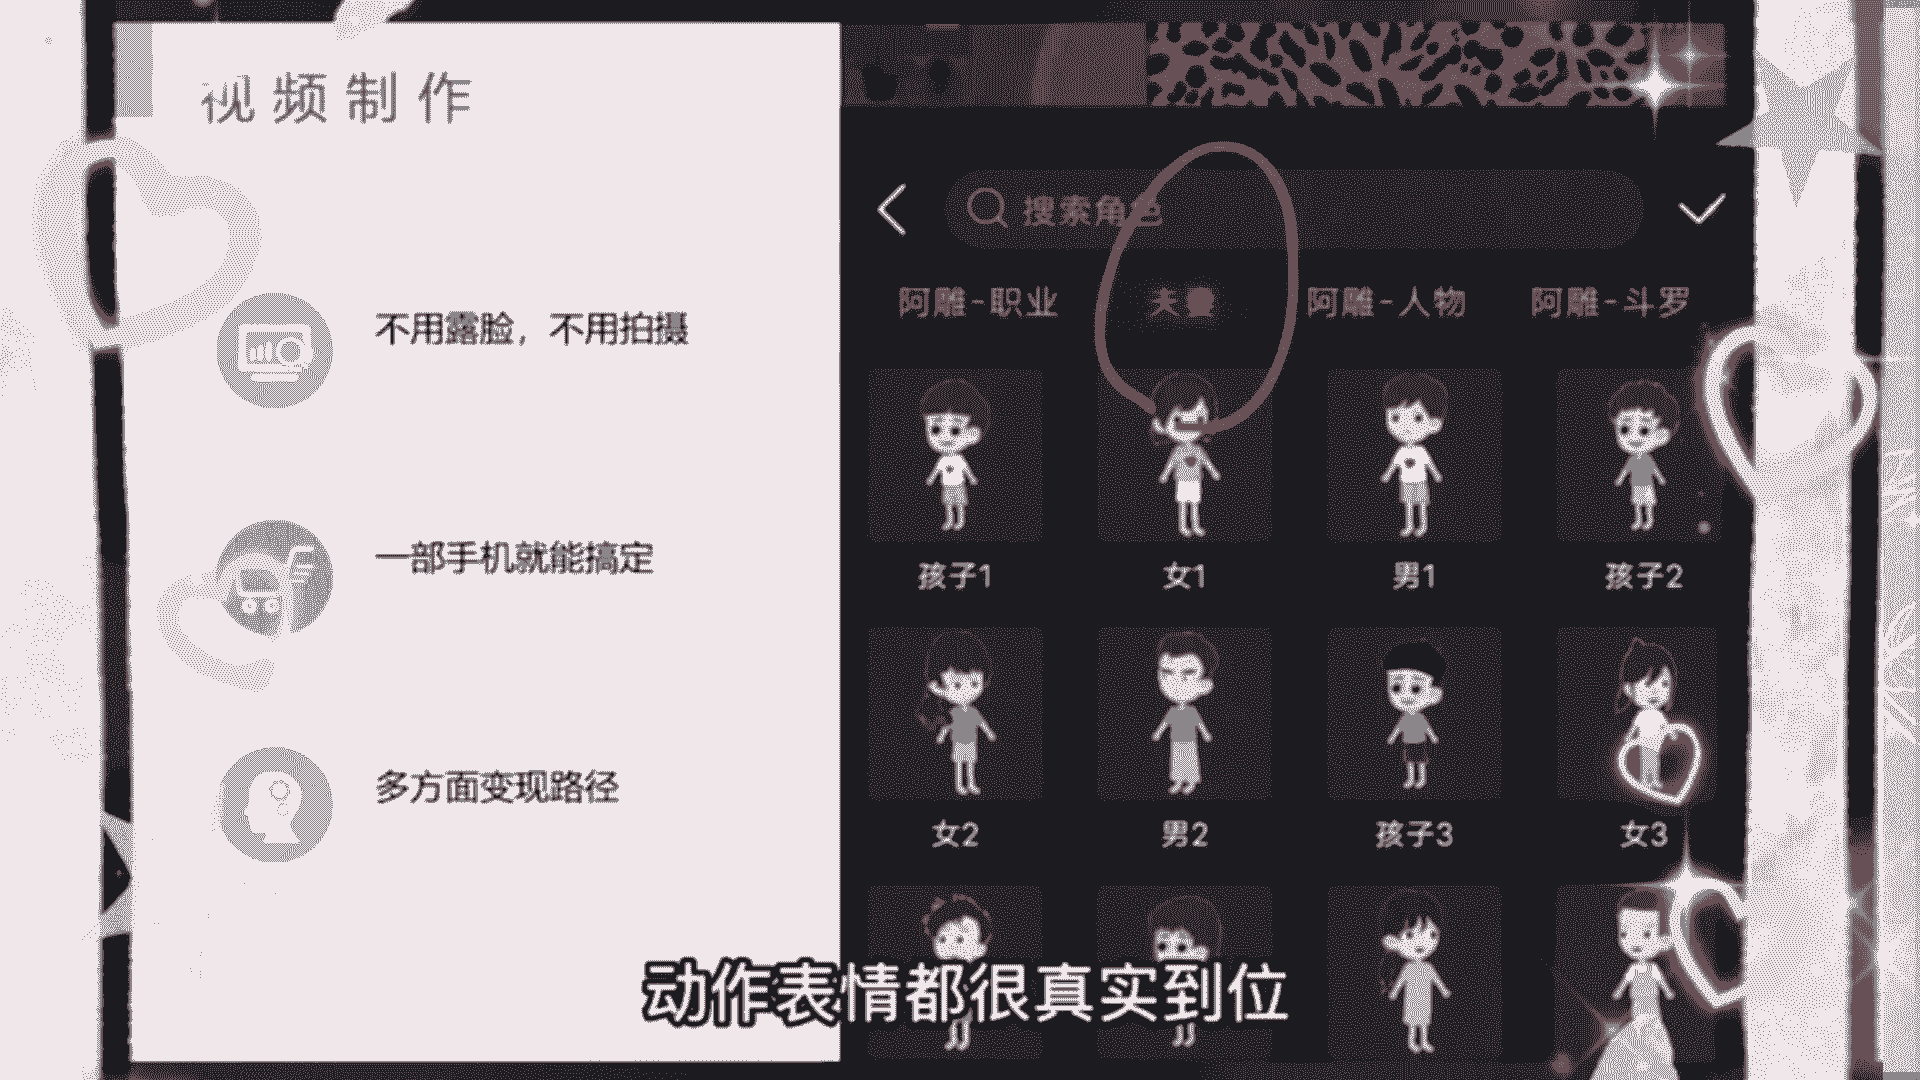 视频制作
不用露脸，不用拍摄
一部手机就能搞定
多方面变现路径
搜索角色
阿雕-职业 夫妻 阿雕-人物 阿雕-斗罗
孩子1 女1 男1 孩子2
女2 男2 孩子3 女3
动作表情都很真实到位